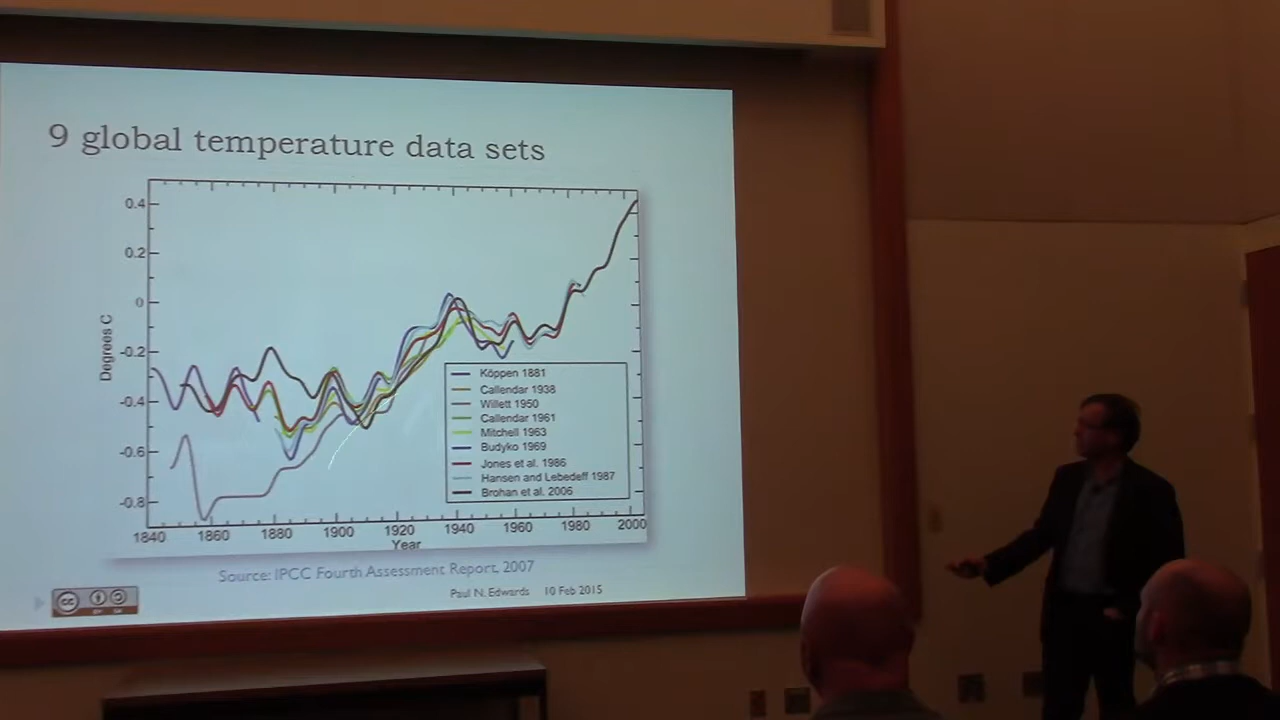 9 global temperature data sets
0.4
0.2
0
-0.2
-0.4
-0.6
-0.8
Degrees C
Köppen 1881
Callendar 1938
Willett 1950
Callendar 1961
Mitchell 1963
Budyko 1969
Jones et al. 1986
Hansen and Lebedeff 1987
Brohan et al. 2006
1840 1860 1880 1900 1920 1940 1960 1980 2000
Year
Source: IPCC Fourth Assessment Report, 2007
Paul N. Edwards 10 Feb 2015
cc